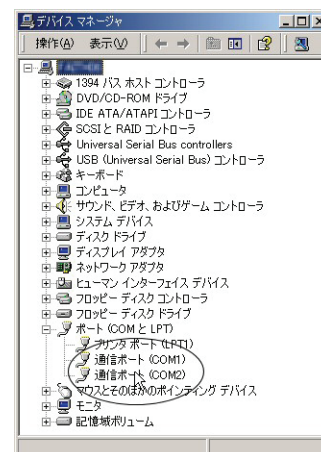 デバイス マネージャ
操作(A) 表示(V)
1394 バス ホスト コントローラ
DVD/CD-ROM ドライブ
IDE ATA/ATAPI コントローラ
SCSI と RAID コントローラ
Universal Serial Bus controllers
USB (Universal Serial Bus) コントローラ
キーボード
コンピュータ
サウンド、ビデオ、およびゲーム コントローラ
システム デバイス
ディスク ドライブ
ディスプレイ アダプタ
ネットワーク アダプタ
ヒューマン インターフェイス デバイス
フロッピー ディスク コントローラ
フロッピー ディスク ドライブ
ポート (COM と LPT)
プリンタ ポート (LPT1)
通信ポート (COM1)
通信ポート (COM2)
マウスとそのほかのポインティング デバイス
モニタ
記憶域ボリューム